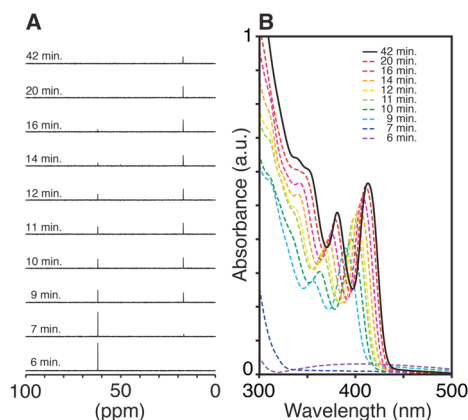 A
42 min.
20 min.
16 min.
14 min.
12 min.
11 min.
10 min.
9 min.
7 min.
6 min.
100
50
0
(ppm)
B
1
Absorbance (a.u.)
0
42 min.
20 min.
16 min.
14 min.
12 min.
11 min.
10 min.
9 min.
7 min.
6 min.
300
400
500
Wavelength (nm)